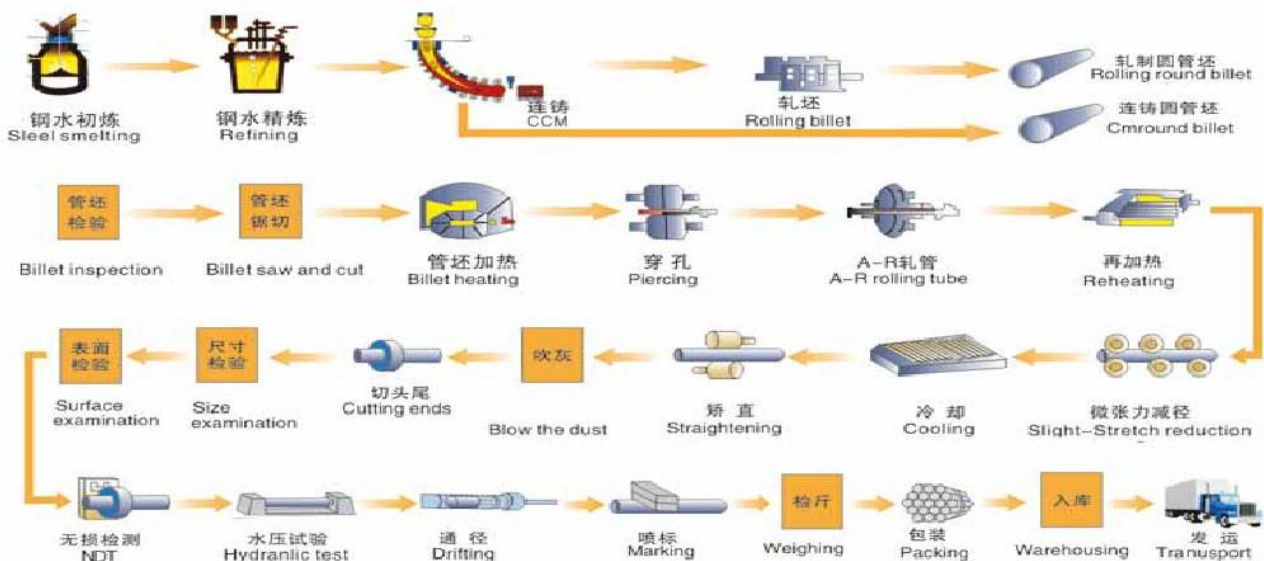 钢水初炼
Sleel smelting
钢水精炼
Refining
连铸
CCM
轧坯
Rolling billet
轧制圆管坯
Rolling round billet
连铸圆管坯
Cmround billet
管坯
检验
Billet inspection
管坯
锯切
Billet saw and cut
管坯加热
Billet heating
穿孔
Piercing
A-R轧管
A-R rolling tube
再加热
Reheating
表面
检验
Surface
examination
尺寸
检验
Size
examination
切头尾
Cutting ends
吹灰
Blow the dust
矫直
Straightening
冷却
Cooling
微张力减径
Slight-Stretch reduction
无损检测
NDT
水压试验
Hydranlic test
通径
Drifting
喷标
Marking
检斤
Weighing
包装
Packing
入库
Warehousing
发运
Tranusport